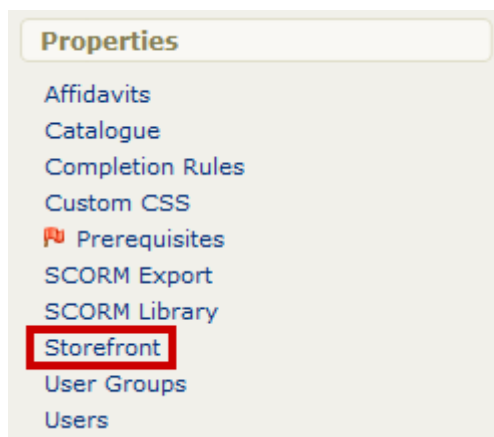 Properties
Affidavits
Catalogue
Completion Rules
Custom CSS
Prerequisites
SCORM Export
SCORM Library
Storefront
User Groups
Users